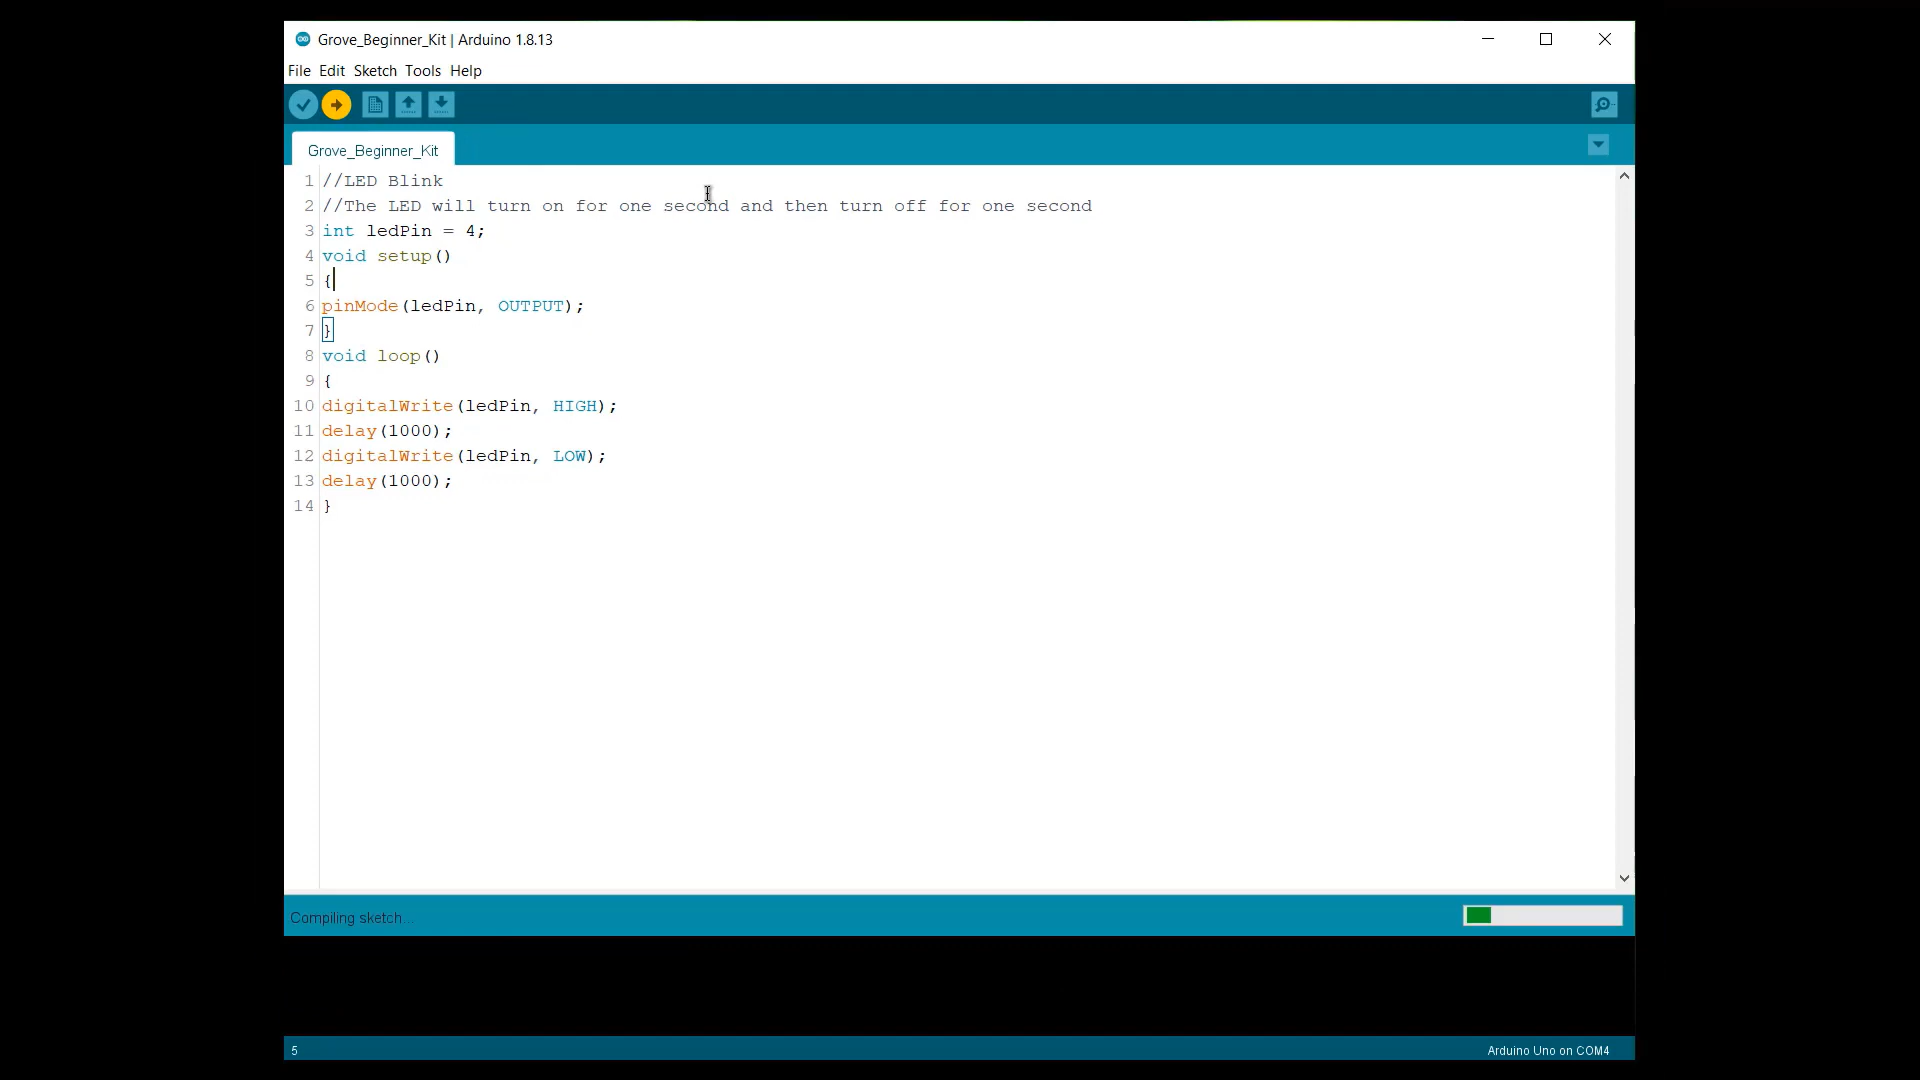 Grove_Beginner_Kit | Arduino 1.8.13
File Edit Sketch Tools Help
Grove_Beginner_Kit
1 //LED Blink
2 //The LED will turn on for one second and then turn off for one second
3 int ledPin = 4;
4 void setup()
5 {
6 pinMode(ledPin, OUTPUT);
7 }
8 void loop()
9 {
10 digitalWrite(ledPin, HIGH);
11 delay(1000);
12 digitalWrite(ledPin, LOW);
13 delay(1000);
14 }
Compiling sketch...
5 Arduino Uno on COM4